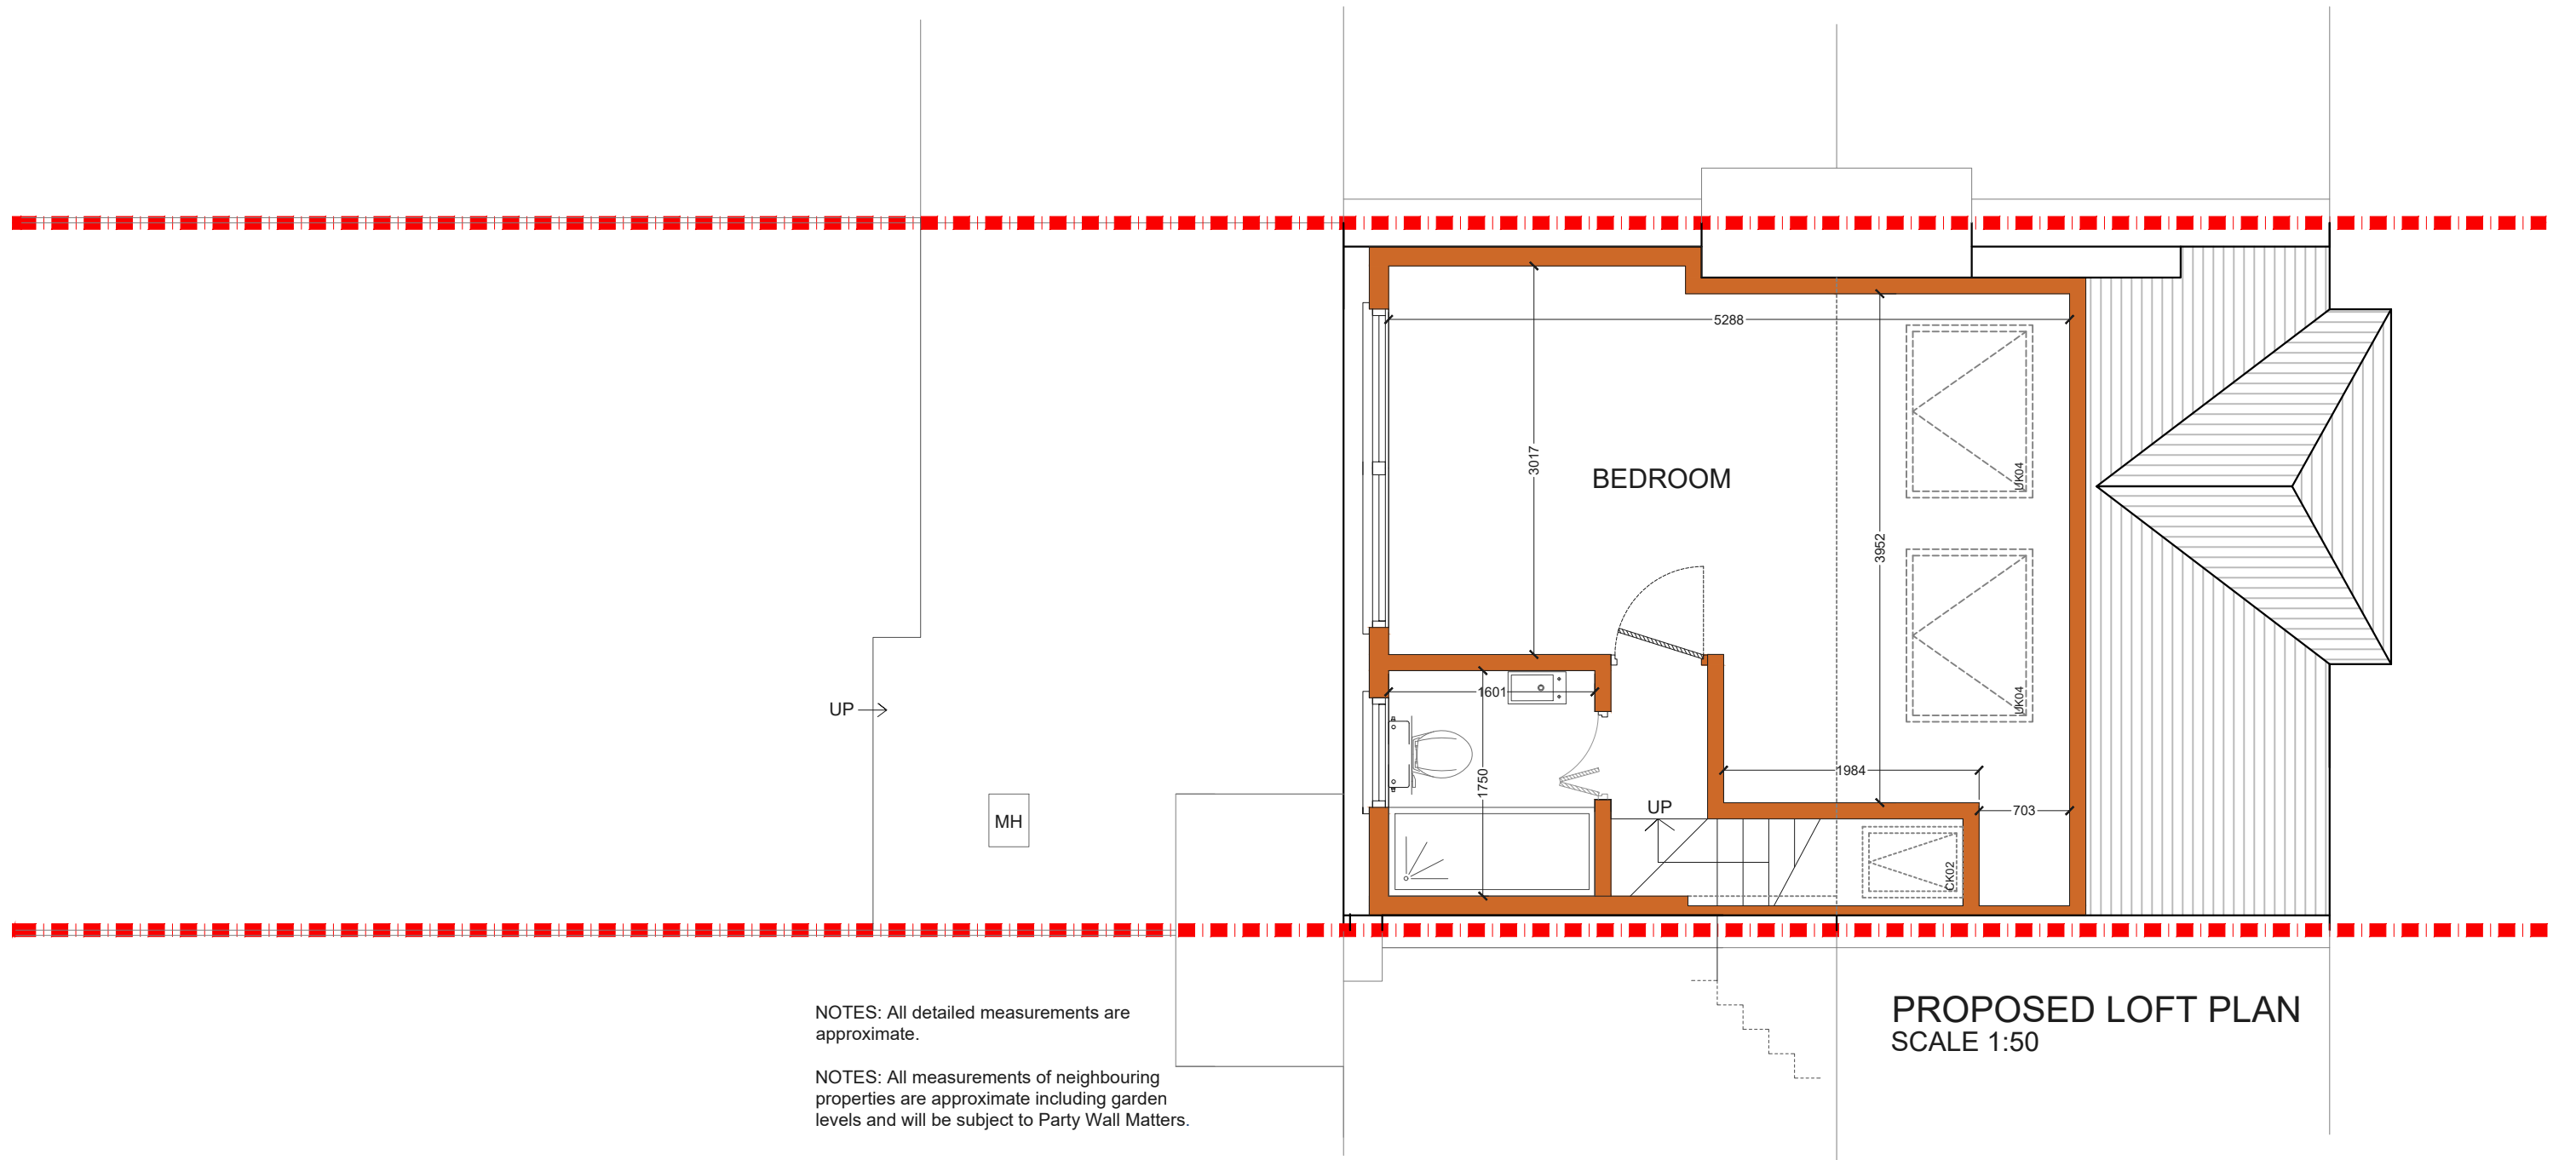 5288
UK04
3017
BEDROOM
3952
UK04
1601
UP
1750
1984
UP
703
MH
CK02
PROPOSED LOFT PLAN
SCALE 1:50
NOTES: All detailed measurements are
approximate.
NOTES: All measurements of neighbouring
properties are approximate including garden
levels and will be subject to Party Wall Matters.